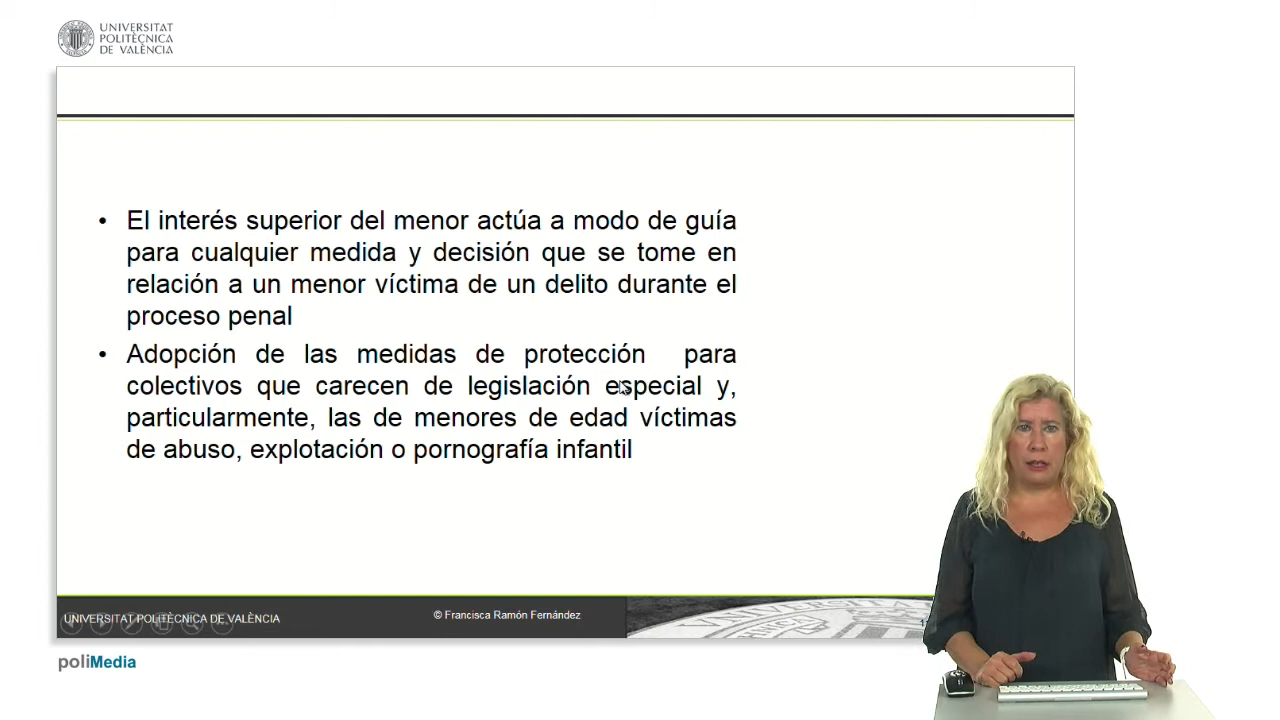 UNIVERSITAT
POLITÈCNICA
DE VALÈNCIA
• El interés superior del menor actúa a modo de guía
para cualquier medida y decisión que se tome en
relación a un menor víctima de un delito durante el
proceso penal
• Adopción de las medidas de protección para
colectivos que carecen de legislación especial y,
particularmente, las de menores de edad víctimas
de abuso, explotación o pornografía infantil
UNIVERSITAT POLITÈCNICA DE VALÈNCIA
© Francisca Ramón Fernández
poliMedia